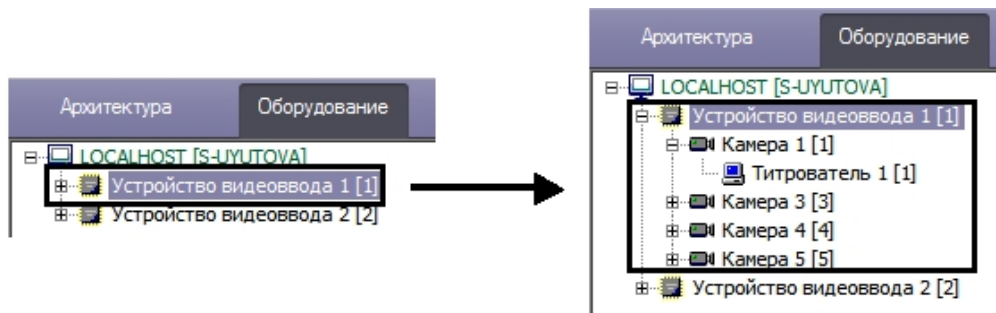 Архитектура Оборудование
LOCALHOST [S-UYUTOVA]
Устройство видеоввода 1 [1]
Устройство видеоввода 2 [2]
Архитектура Оборудование
LOCALHOST [S-UYUTOVA]
Устройство видеоввода 1 [1]
Камера 1 [1]
Титрователь 1 [1]
Камера 3 [3]
Камера 4 [4]
Камера 5 [5]
Устройство видеоввода 2 [2]